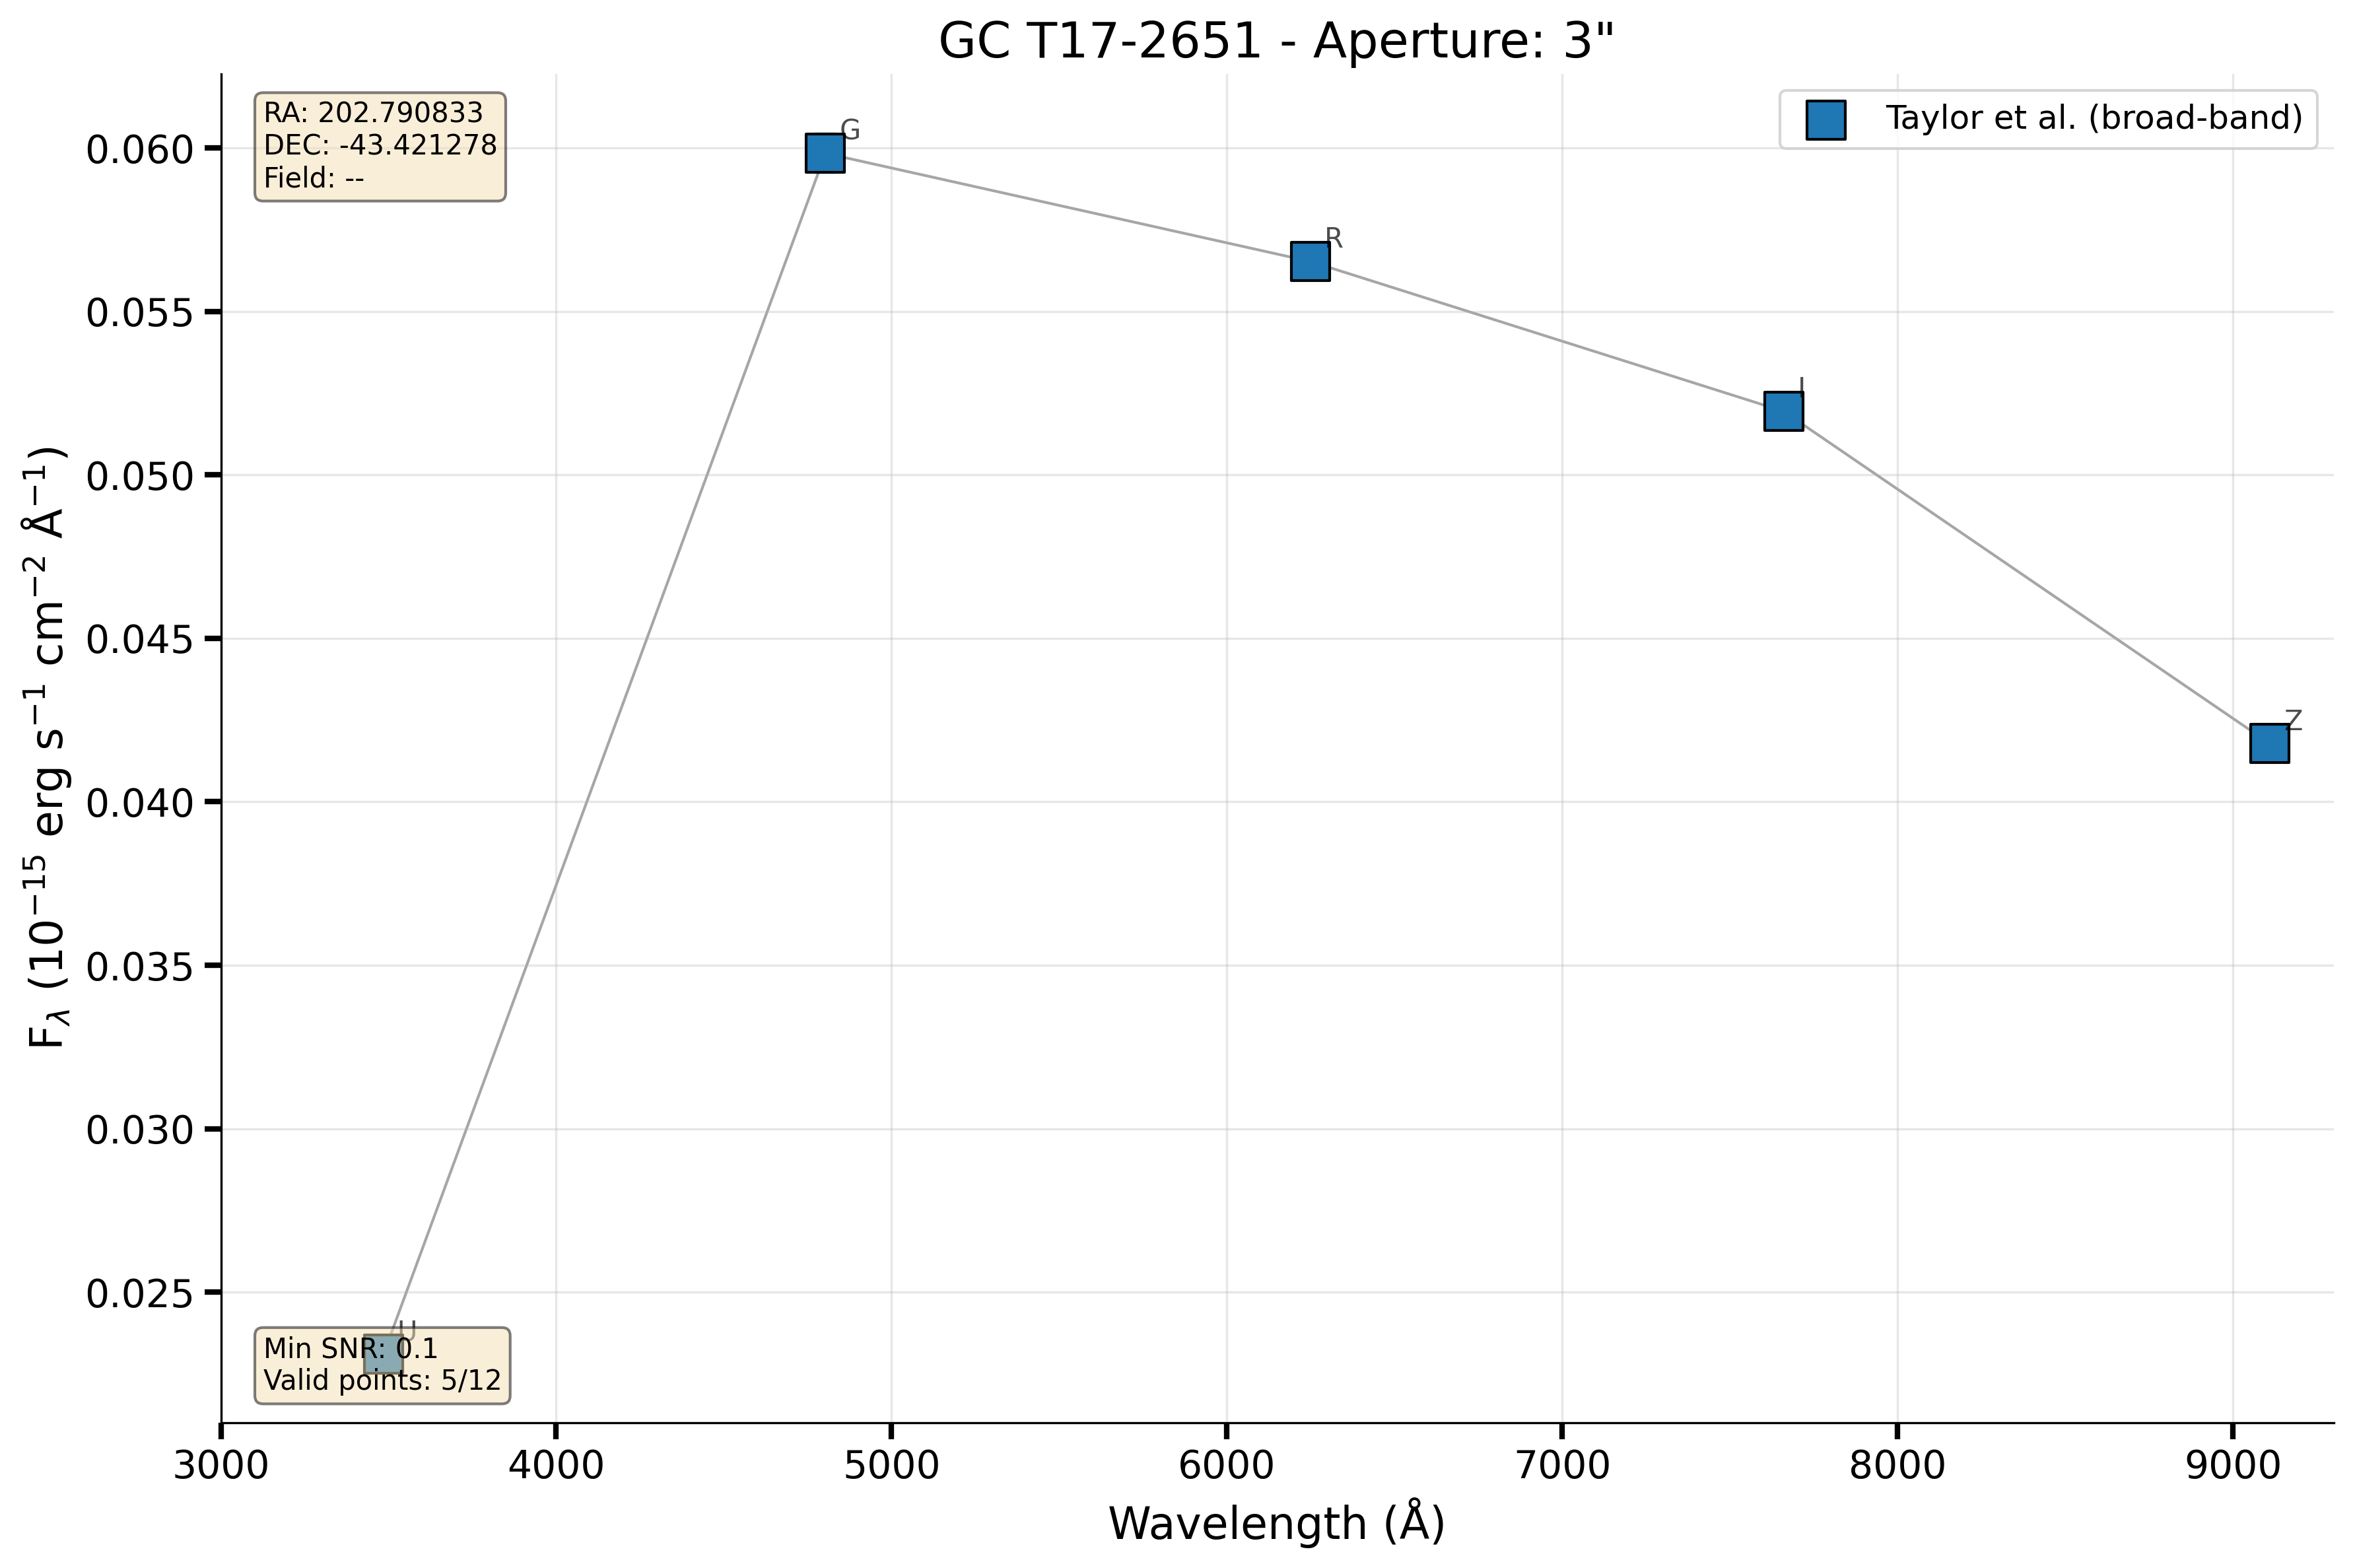 GC T17-2651 - Aperture: 3"
RA: 202.790833
DEC: -43.421278
Field: --
Taylor et al. (broad-band)
G
R
I
Z
U
Min SNR: 0.1
Valid points: 5/12
F_λ (10⁻¹⁵ erg s⁻¹ cm⁻² Å⁻¹)
0.060
0.055
0.050
0.045
0.040
0.035
0.030
0.025
3000 4000 5000 6000 7000 8000 9000
Wavelength (Å)